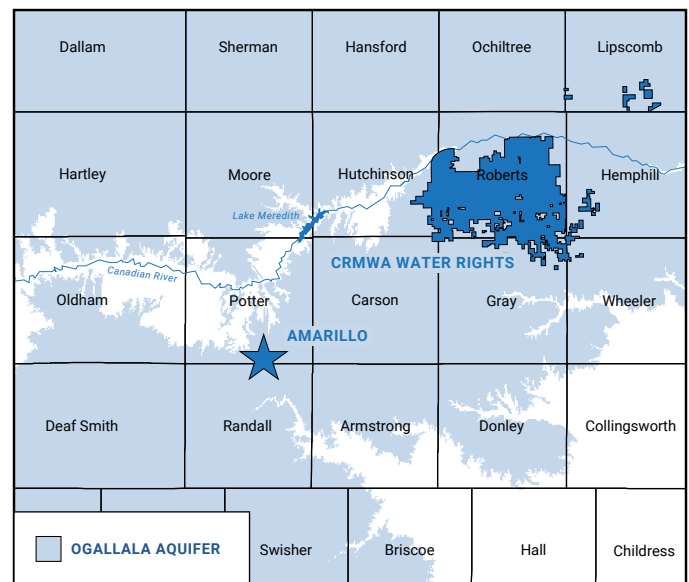 Dallam
Sherman
Hansford
Ochiltree
Lipscomb
Hartley
Moore
Hutchinson
Roberts
Hemphill
Lake Meredith
Canadian River
CRMWA WATER RIGHTS
Oldham
Potter
Carson
Gray
Wheeler
AMARILLO
Deaf Smith
Randall
Armstrong
Donley
Collingsworth
OGALLALA AQUIFER
Swisher
Briscoe
Hall
Childress